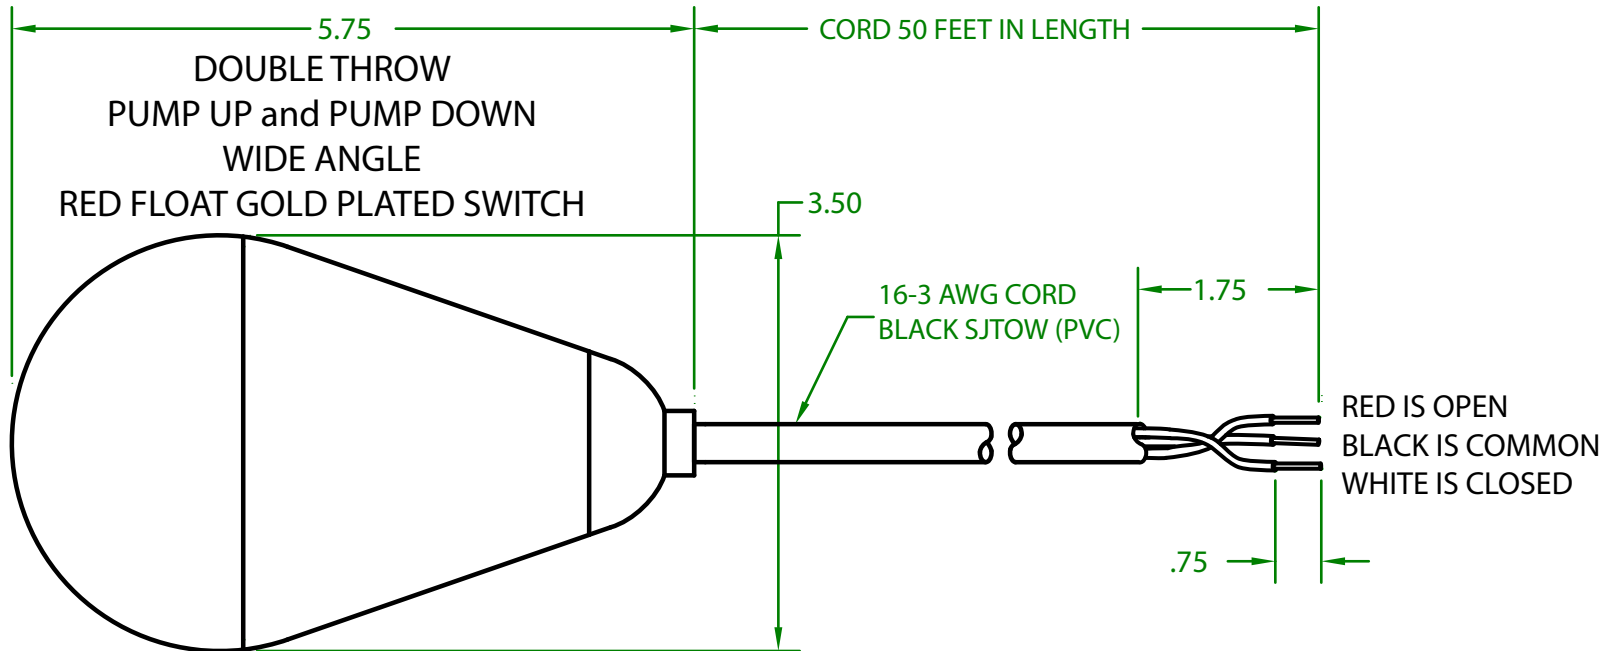 5.75
CORD 50 FEET IN LENGTH
DOUBLE THROW
PUMP UP and PUMP DOWN
WIDE ANGLE
RED FLOAT GOLD PLATED SWITCH
3.50
16-3 AWG CORD
BLACK SJTOW (PVC)
1.75
RED IS OPEN
BLACK IS COMMON
WHITE IS CLOSED
.75